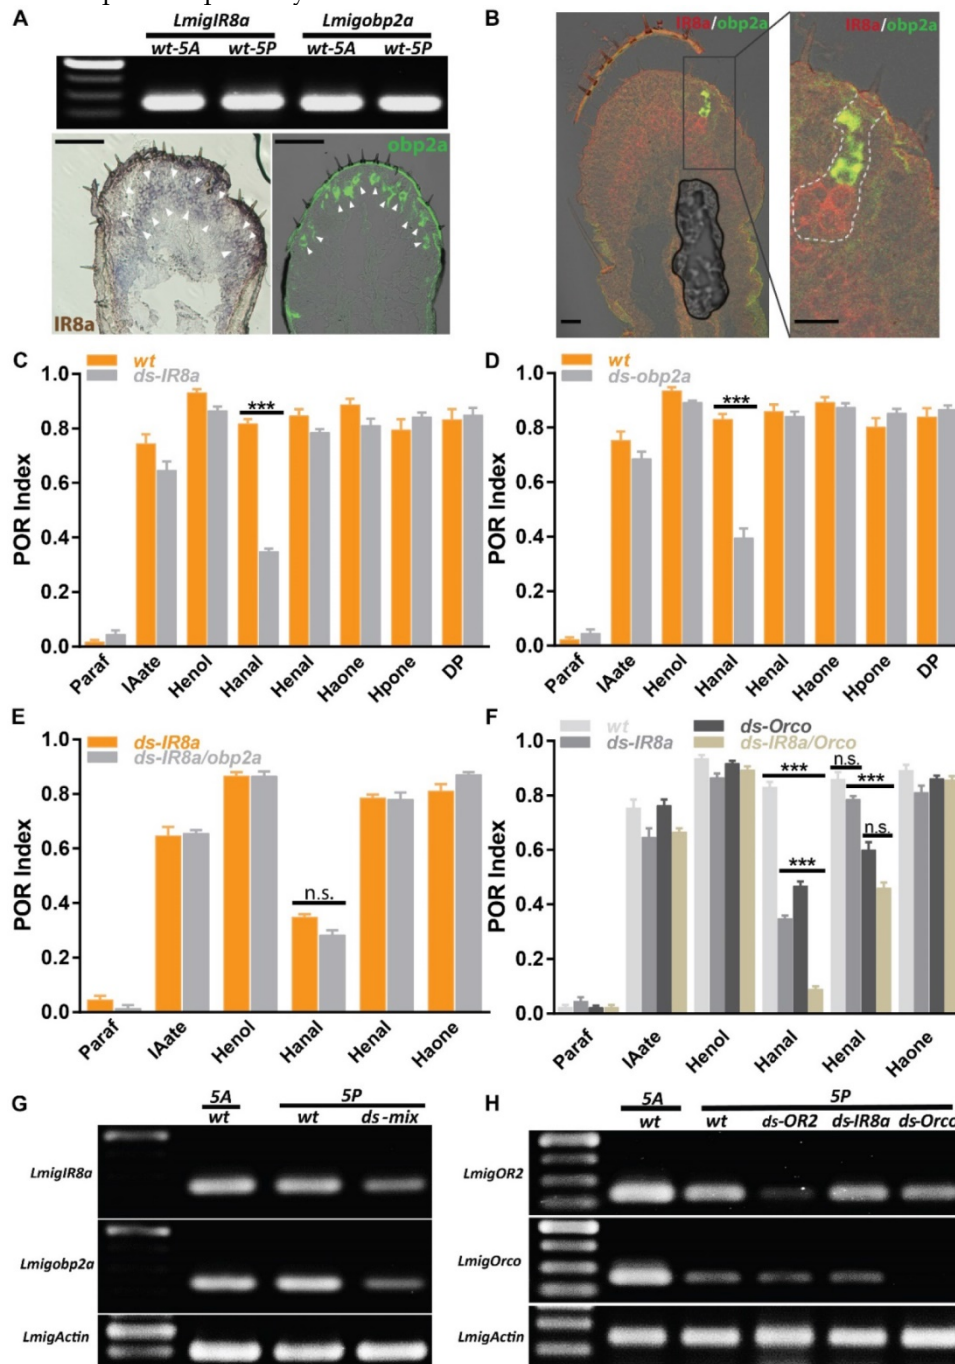 A
LmigIR8a Lmigobp2a
wt-5A wt-5P wt-5A wt-5P
IR8a
obp2a
B
IR8a/obp2a
IR8a/obp2a
C
wt
ds-IR8a
POR Index
1.0
0.8
0.6
0.4
0.2
0.0
***
Paraf IAate Henol Hanal Henal Haone Hpone DP
D
wt
ds-obp2a
POR Index
1.0
0.8
0.6
0.4
0.2
0.0
***
Paraf IAate Henol Hanal Henal Haone Hpone DP
E
ds-IR8a
ds-IR8a/obp2a
POR Index
1.0
0.8
0.6
0.4
0.2
0.0
n.s.
Paraf IAate Henol Hanal Henal Haone
F
wt ds-Orco
ds-IR8a ds-IR8a/Orco
POR Index
1.0
0.8
0.6
0.4
0.2
0.0
***
***
n.s.
***
n.s.
Paraf IAate Henol Hanal Henal Haone
G
5A 5P
wt wt ds-mix
LmigIR8a
Lmigobp2a
LmigActin
H
5A 5P
wt wt ds-OR2 ds-IR8a ds-Orco
LmigOR2
LmigOrco
LmigActin